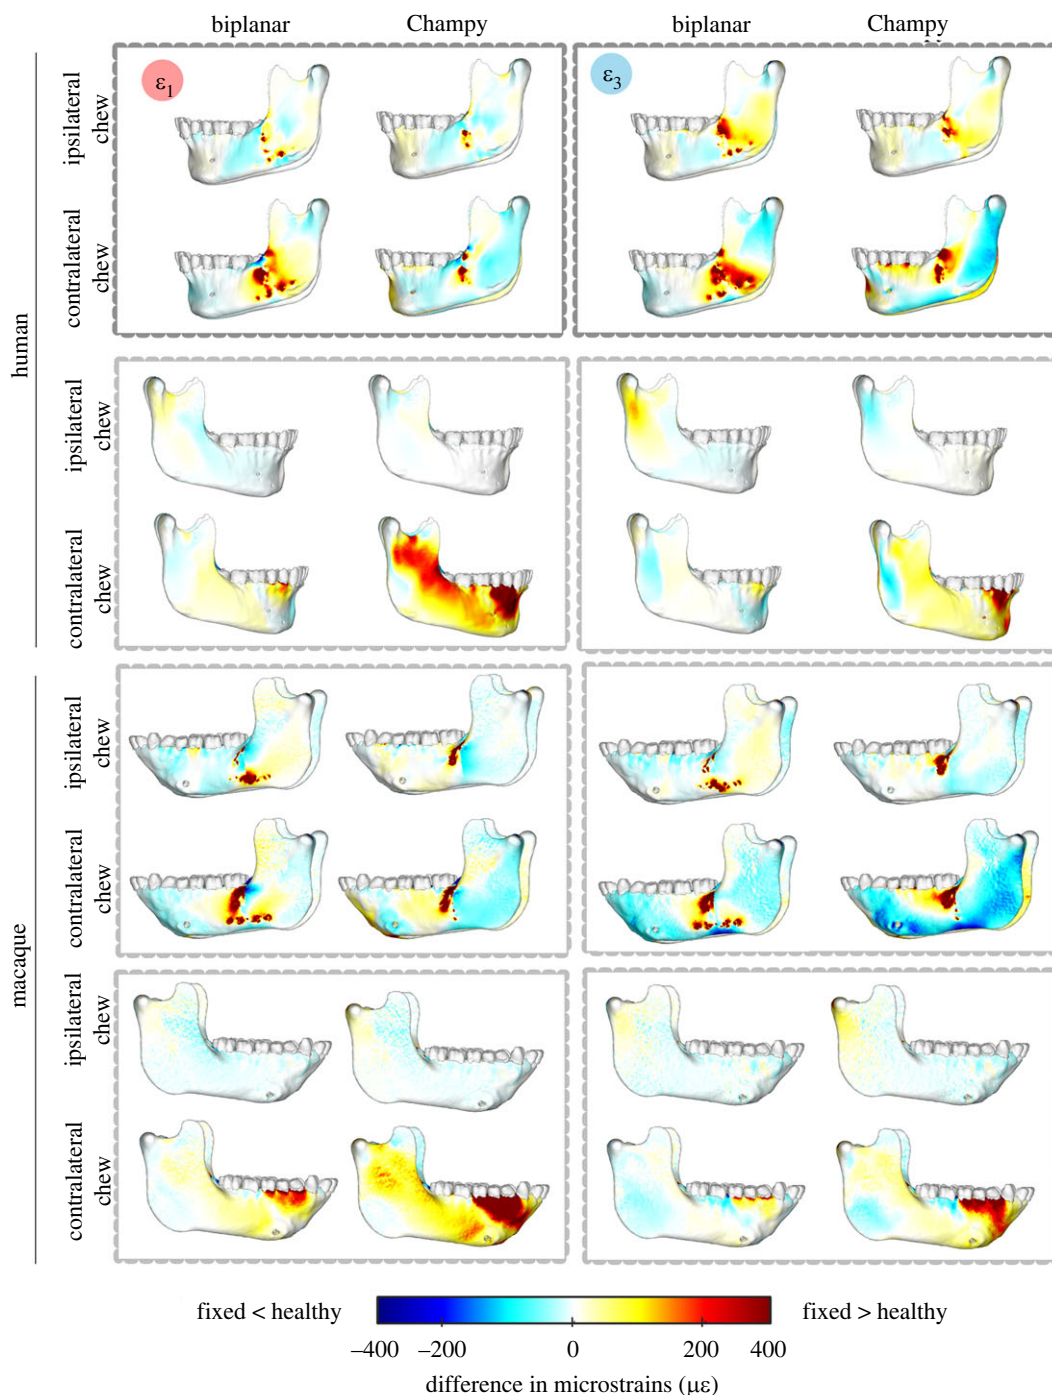 biplanar Champy biplanar Champy
ε1 ε3
ipsilateral
chew
contralateral
chew
human
ipsilateral
chew
contralateral
chew
ipsilateral
chew
contralateral
chew
macaque
ipsilateral
chew
contralateral
chew
fixed < healthy fixed > healthy
–400 –200 0 200 400
difference in microstrains (με)